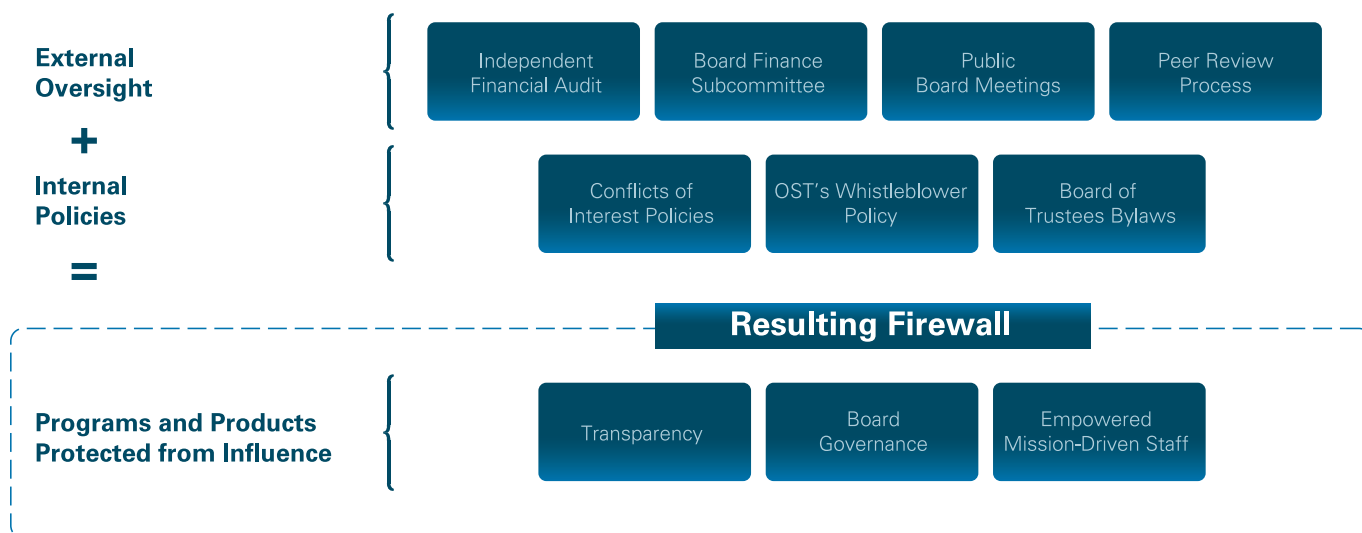 External
Oversight
+
Internal
Policies
=
Independent
Financial Audit
Board Finance
Subcommittee
Public
Board Meetings
Peer Review
Process
Conflicts of
Interest Policies
OST’s Whistleblower
Policy
Board of
Trustees Bylaws
Resulting Firewall
Programs and Products
Protected from Influence
Transparency
Board
Governance
Empowered
Mission-Driven Staff